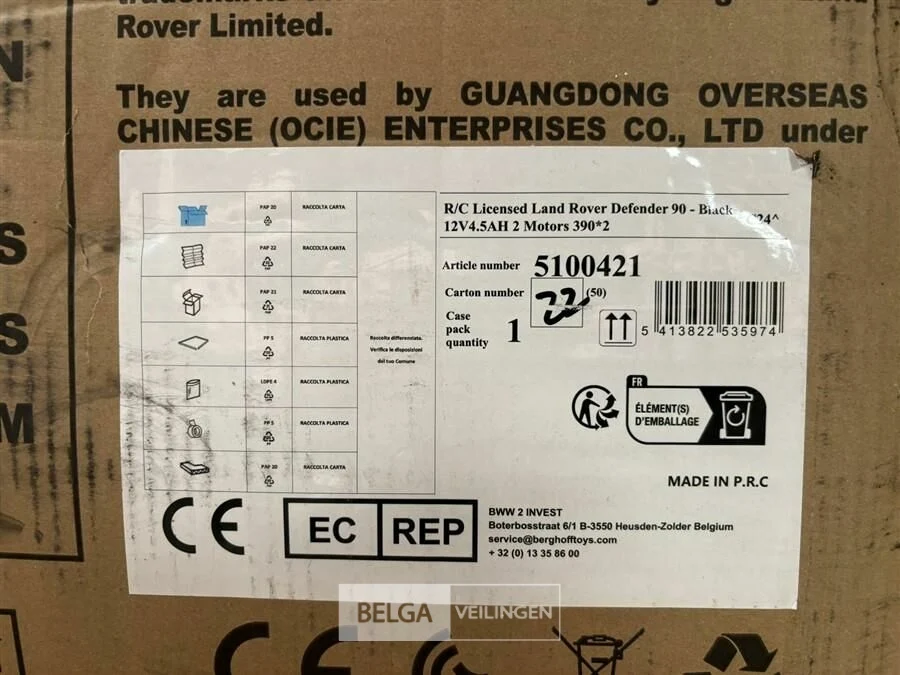 Rover Limited.
They are used by GUANGDONG OVERSEAS
CHINESE (OCIE) ENTERPRISES CO., LTD under
N
S
S
M
PAP 20 RACCOLTA CARTA
PAP 22 RACCOLTA CARTA
PAP 21 RACCOLTA CARTA
PP 5 RACCOLTA PLASTICA
LDPE 4 RACCOLTA PLASTICA
PP 5 RACCOLTA PLASTICA
PAP 20 RACCOLTA CARTA
Raccolta differenziata.
Verifica le disposizioni
del tuo Comune
R/C Licensed Land Rover Defender 90 - Black
12V4.5AH 2 Motors 390*2
24^
Article number 5100421
Carton number 22 (50)
Case
pack
quantity
1
5 413822 535974
FR
ÉLÉMENT(S)
D'EMBALLAGE
MADE IN P.R.C
CE
EC REP
BWW 2 INVEST
Boterbosstraat 6/1 B-3550 Heusden-Zolder Belgium
service@berghofftoys.com
+ 32 (0) 13 35 86 00
BELGA VEILINGEN
CE